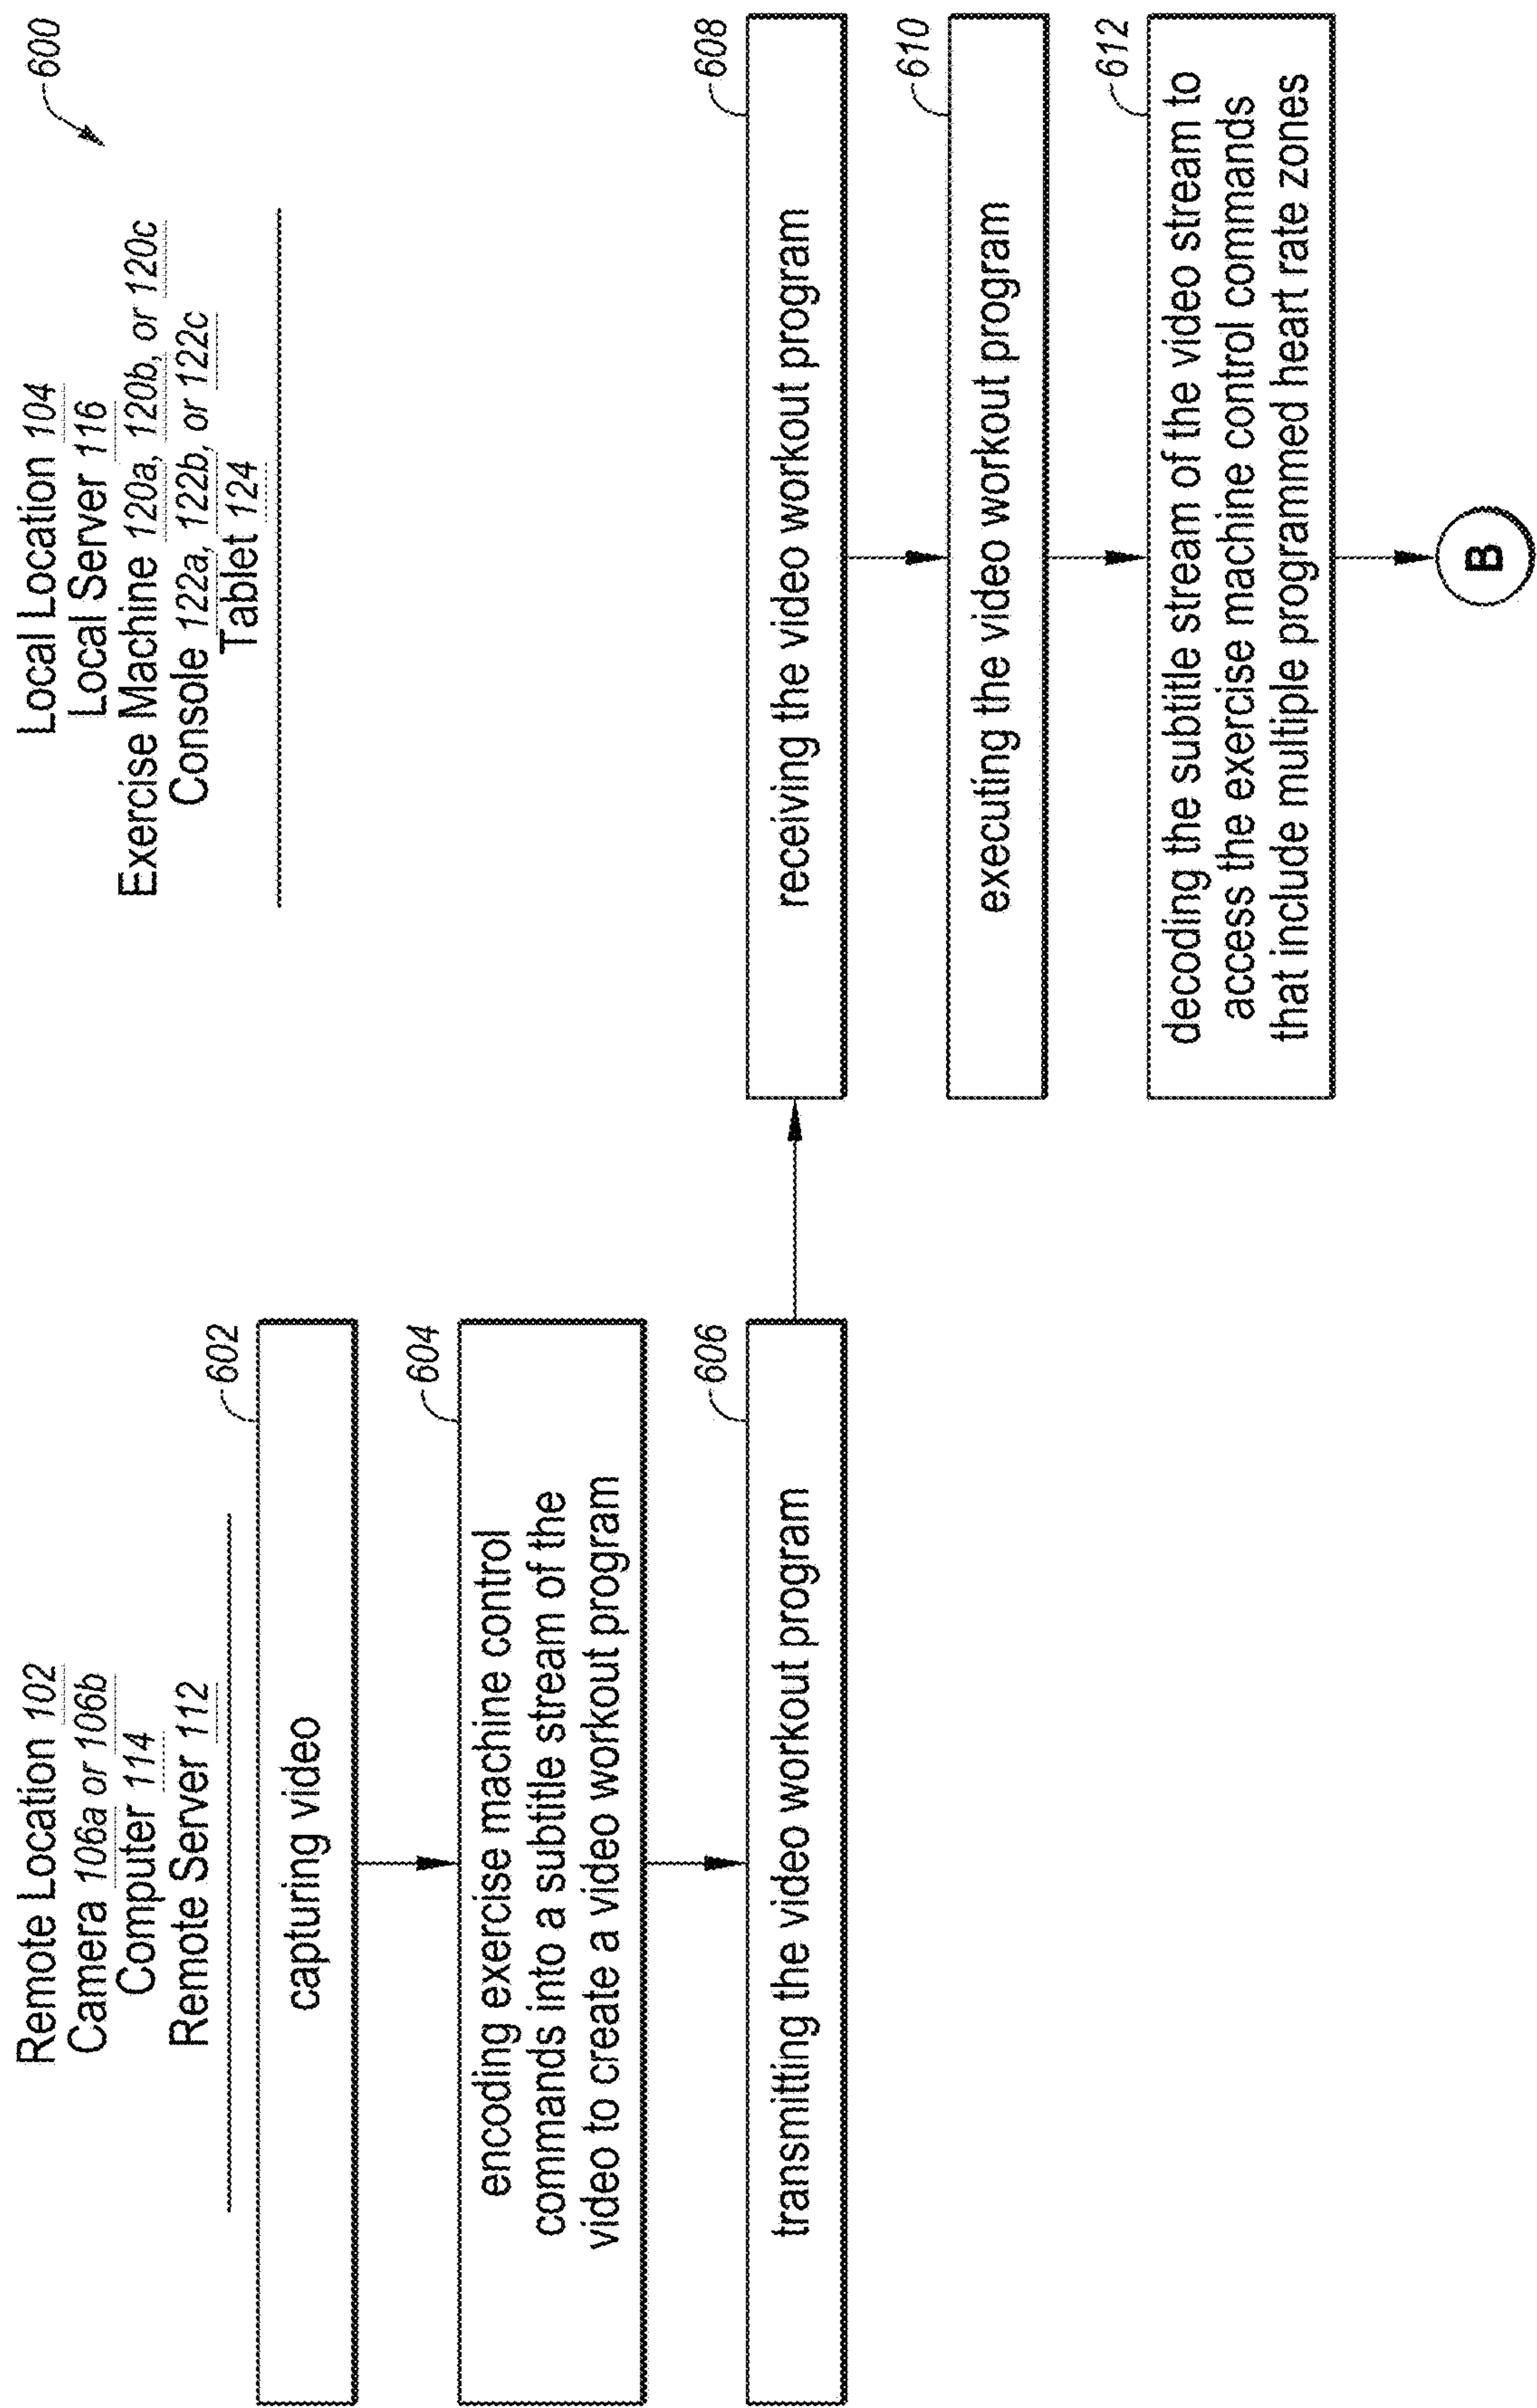 600
Remote Location 102
Camera 106a or 106b
Computer 114
Remote Server 112
Local Location 104
Local Server 116
Exercise Machine 120a, 120b, or 120c
Console 122a, 122b, or 122c
Tablet 124
602
capturing video
604
encoding exercise machine control
commands into a subtitle stream of the
video to create a video workout program
606
transmitting the video workout program
608
receiving the video workout program
610
executing the video workout program
612
decoding the subtitle stream of the video stream to
access the exercise machine control commands
that include multiple programmed heart rate zones
B